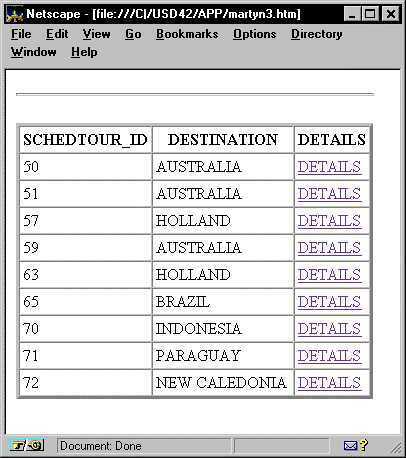 Netscape - [file:///C|/USD42/APP/martyn3.htm]
File Edit View Go Bookmarks Options Directory
Window Help
SCHEDTOUR_ID DESTINATION DETAILS
50 AUSTRALIA DETAILS
51 AUSTRALIA DETAILS
57 HOLLAND DETAILS
59 AUSTRALIA DETAILS
63 HOLLAND DETAILS
65 BRAZIL DETAILS
70 INDONESIA DETAILS
71 PARAGUAY DETAILS
72 NEW CALEDONIA DETAILS
Document: Done
?